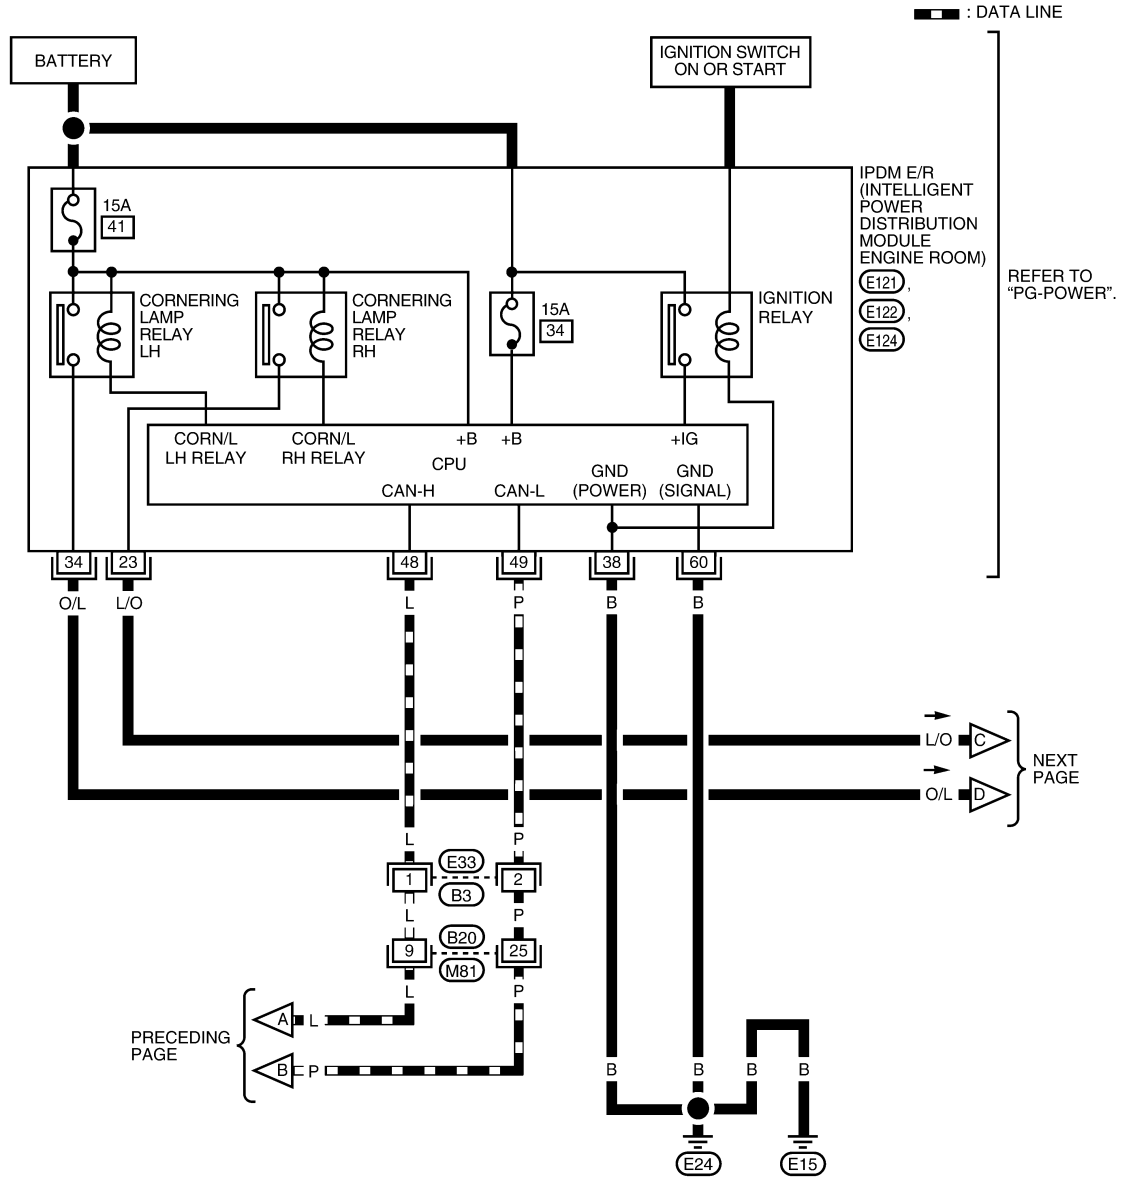 : DATA LINE
BATTERY
IGNITION SWITCH
ON OR START
IPDM E/R
(INTELLIGENT
POWER
DISTRIBUTION
MODULE
ENGINE ROOM)
E121 ,
E122 ,
E124
REFER TO
“PG-POWER”.
15A
41
CORNERING
LAMP
RELAY
LH
CORNERING
LAMP
RELAY
RH
15A
34
IGNITION
RELAY
CORN/L
LH RELAY
CORN/L
RH RELAY
+B
+B
+IG
CPU
CAN-H
CAN-L
GND
(POWER)
GND
(SIGNAL)
34
23
48
49
38
60
O/L
L/O
L
P
B
B
L/O
C
O/L
D
NEXT
PAGE
L
P
1
E33
B3
2
L
P
9
B20
M81
25
L
P
PRECEDING
PAGE
A
L
B
P
B
B
B
B
E24
E15